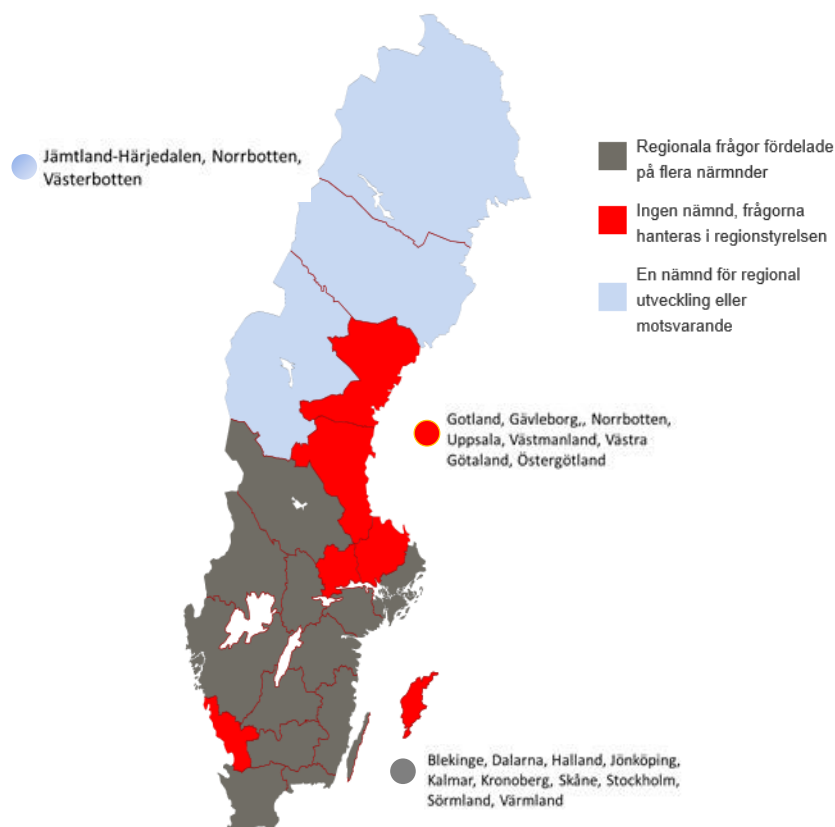 Jämtland-Härjedalen, Norrbotten,
Västerbotten
Regionala frågor fördelade
på flera närmnder
Ingen nämnd, frågorna
hanteras i regionstyrelsen
En nämnd för regional
utveckling eller
motsvarande
Gotland, Gävleborg,, Norrbotten,
Uppsala, Västmanland, Västra
Götaland, Östergötland
Blekinge, Dalarna, Halland, Jönköping,
Kalmar, Kronoberg, Skåne, Stockholm,
Sörmland, Värmland